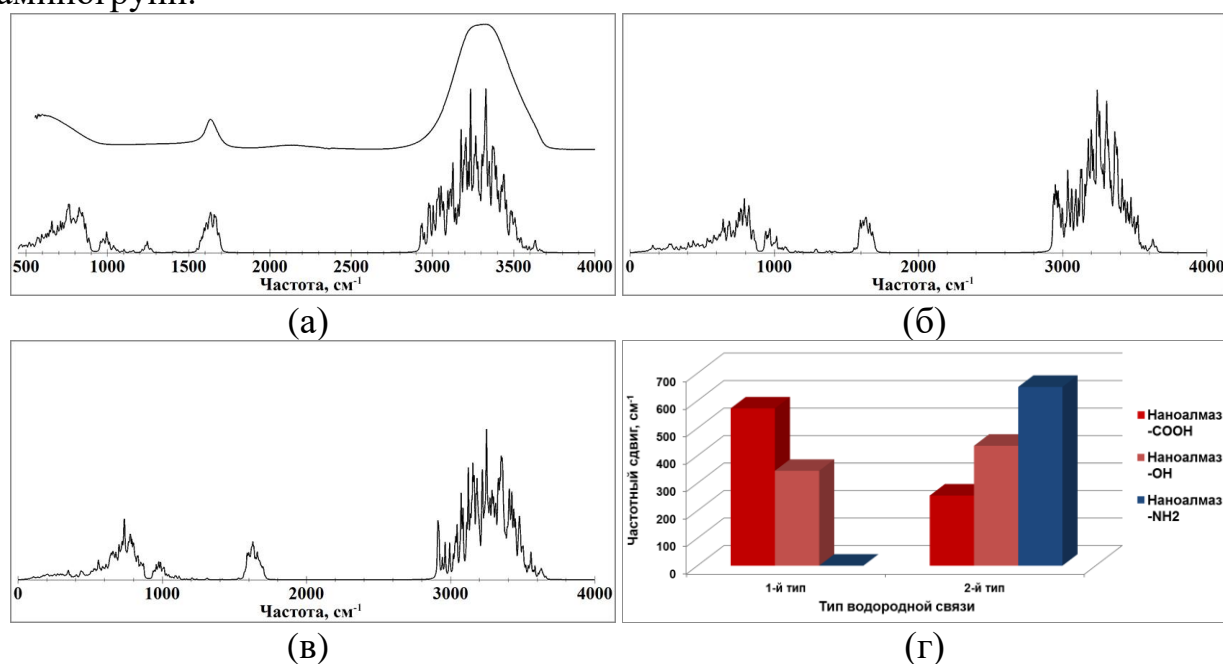 аминогрупп.
500 1000 1500 2000 2500 3000 3500 4000
Частота, см-1
(а)
0 1000 2000 3000 4000
Частота, см-1
(б)
0 1000 2000 3000 4000
Частота, см-1
(в)
Частотный сдвиг, см-1
700
600
500
400
300
200
100
0
1-й тип 2-й тип
Тип водородной связи
Наноалмаз
-COOH
Наноалмаз
-OH
Наноалмаз
-NH2
(г)